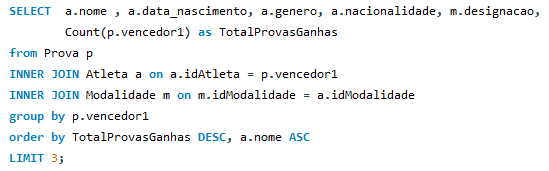 SELECT a.nome , a.data_nascimento, a.genero, a.nacionalidade, m.designacao,
Count(p.vencedor1) as TotalProvasGanhas
from Prova p
INNER JOIN Atleta a on a.idAtleta = p.vencedor1
INNER JOIN Modalidade m on m.idModalidade = a.idModalidade
group by p.vencedor1
order by TotalProvasGanhas DESC, a.nome ASC
LIMIT 3;